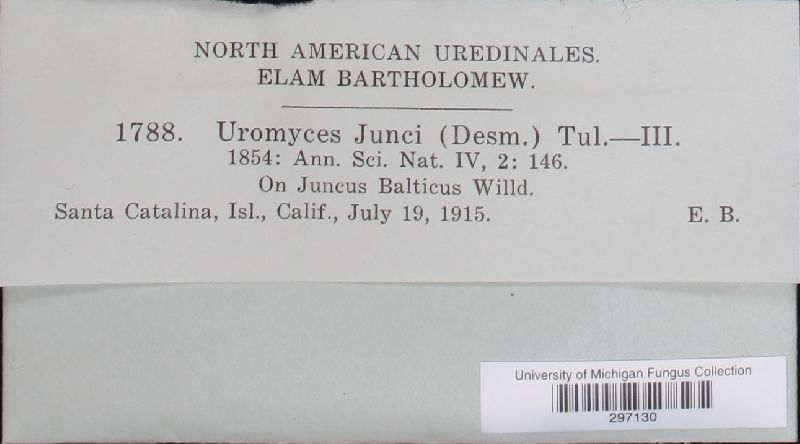 NORTH AMERICAN UREDINALES.
ELAM BARTHOLOMEW.
1788. Uromyces Junci (Desm.) Tul.—III.
1854: Ann. Sci. Nat. IV, 2: 146.
On Juncus Balticus Willd.
Santa Catalina, Isl., Calif., July 19, 1915. E. B.
University of Michigan Fungus Collection
297130